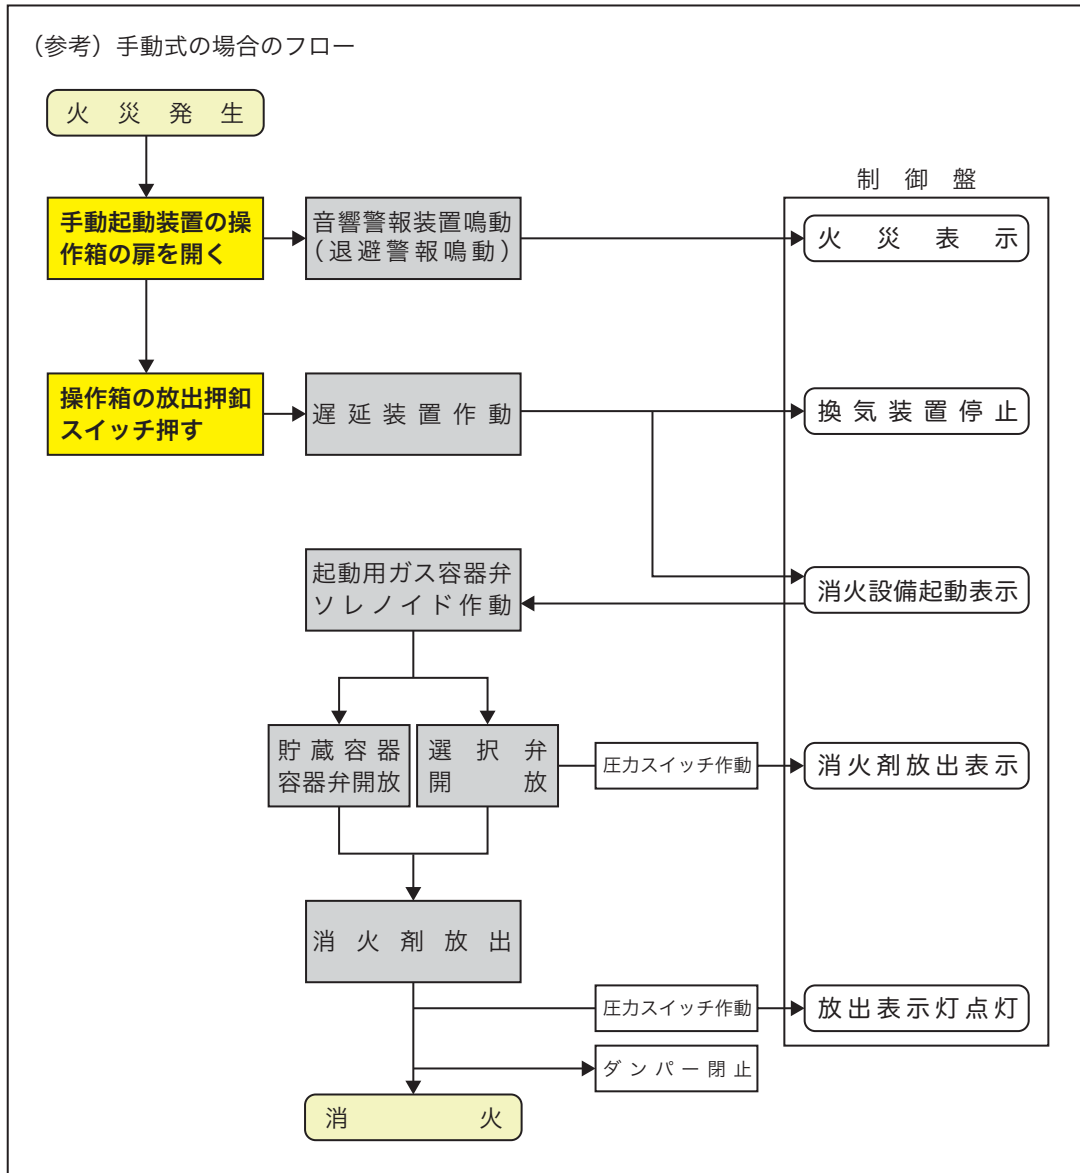 （参考）手動式の場合のフロー
火災発生
制御盤
手動起動装置の操
作箱の扉を開く
音響警報装置鳴動
（退避警報鳴動）
火災表示
操作箱の放出押釦
スイッチ押す
遅延装置作動
換気装置停止
起動用ガス容器弁
ソレノイド作動
消火設備起動表示
貯蔵容器
容器弁開放
選択弁
開放
圧力スイッチ作動
消火剤放出表示
消火剤放出
圧力スイッチ作動
放出表示灯点灯
ダンパー閉止
消火